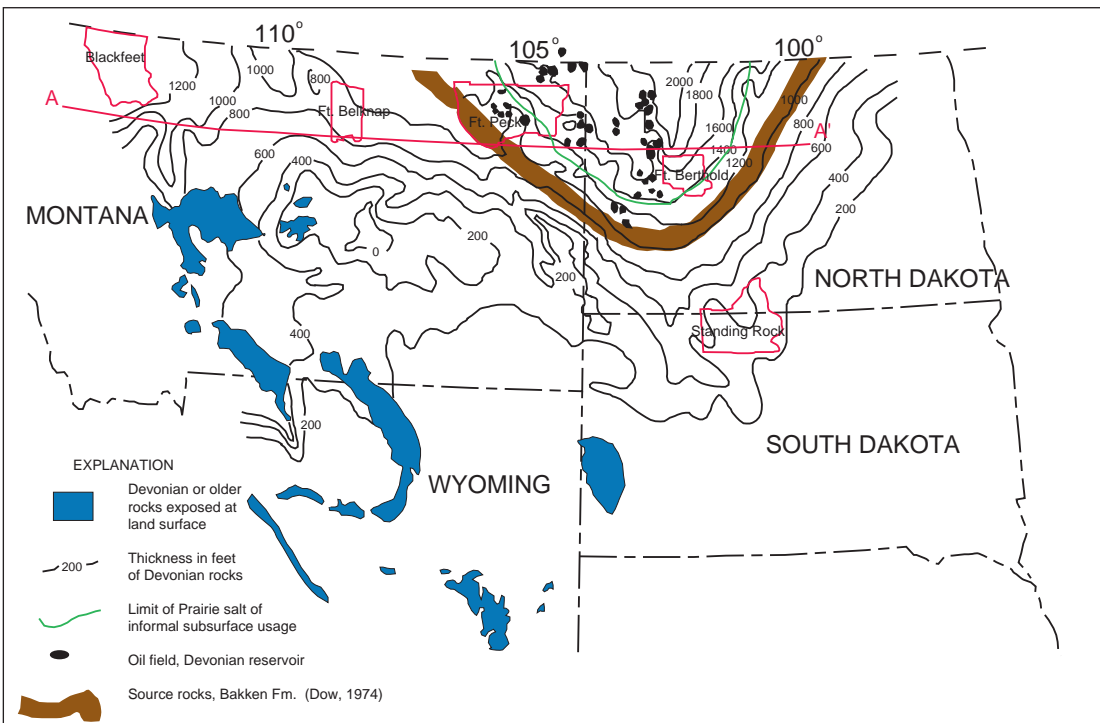 110°
105°
100°
Blackfeet
1200
1000
1000
800
800
A
Ft. Belknap
Ft. Peck
2000
1800
1600
1400
1200
1000
800
600
A'
Ft. Berthold
400
200
600
400
MONTANA
200
0
200
NORTH DAKOTA
Standing Rock
400
200
SOUTH DAKOTA
WYOMING
EXPLANATION
Devonian or older
rocks exposed at
land surface
200
Thickness in feet
of Devonian rocks
Limit of Prairie salt of
informal subsurface usage
Oil field, Devonian reservoir
Source rocks, Bakken Fm. (Dow, 1974)